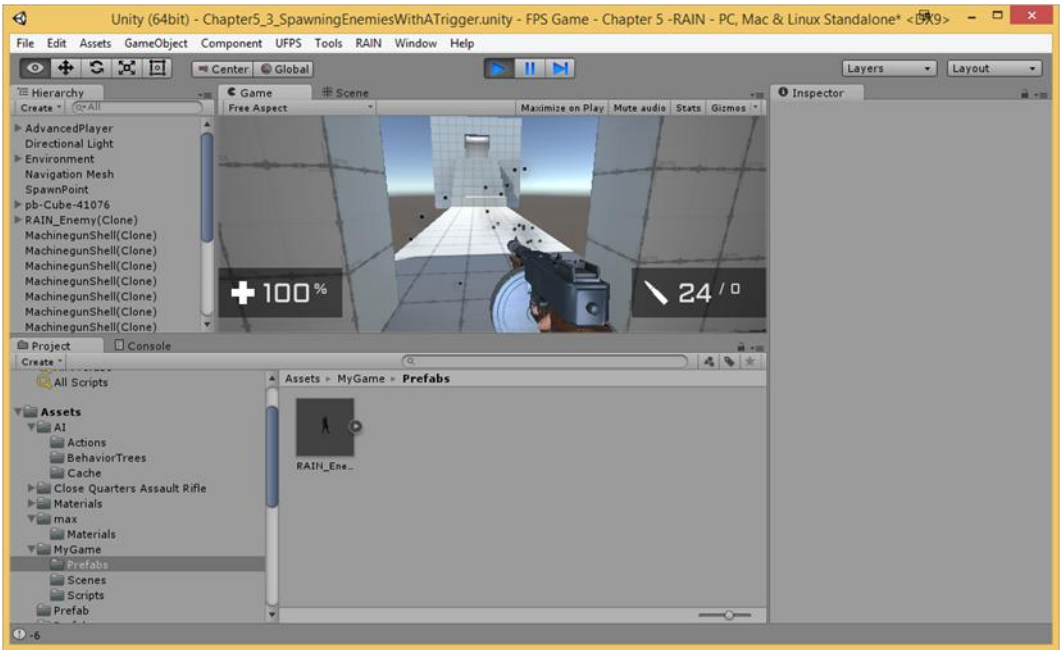 Unity (64bit) - Chapter5_3_SpawningEnemiesWithATrigger.unity - FPS Game - Chapter 5 -RAIN - PC, Mac & Linux Standalone* <DX9>
File Edit Assets GameObject Component UFPS Tools RAIN Window Help
Center Global Layers Layout
Hierarchy Game Scene Inspector
Create All Free Aspect Maximize on Play Mute audio Stats Gizmos
AdvancedPlayer
Directional Light
Environment
Navigation Mesh
SpawnPoint
pb-Cube-41076
RAIN_Enemy(Clone)
MachinegunShell(Clone)
MachinegunShell(Clone)
MachinegunShell(Clone)
MachinegunShell(Clone)
MachinegunShell(Clone)
MachinegunShell(Clone)
MachinegunShell(Clone)
100% 24 / 0
Project Console
Create
All Scripts
Assets
AI
Actions
BehaviorTrees
Cache
Close Quarters Assault Rifle
Materials
max
Materials
MyGame
Prefabs
Scenes
Scripts
Prefab
Assets MyGame Prefabs
RAIN_Ene...
-6